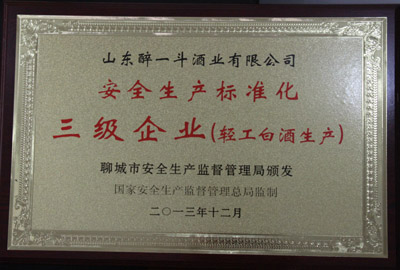 山东醉一斗酒业有限公司
安全生产标准化
三级企业(轻工白酒生产)
聊城市安全生产监督管理局颁发
国家安全生产监督管理总局监制
二〇一三年十二月